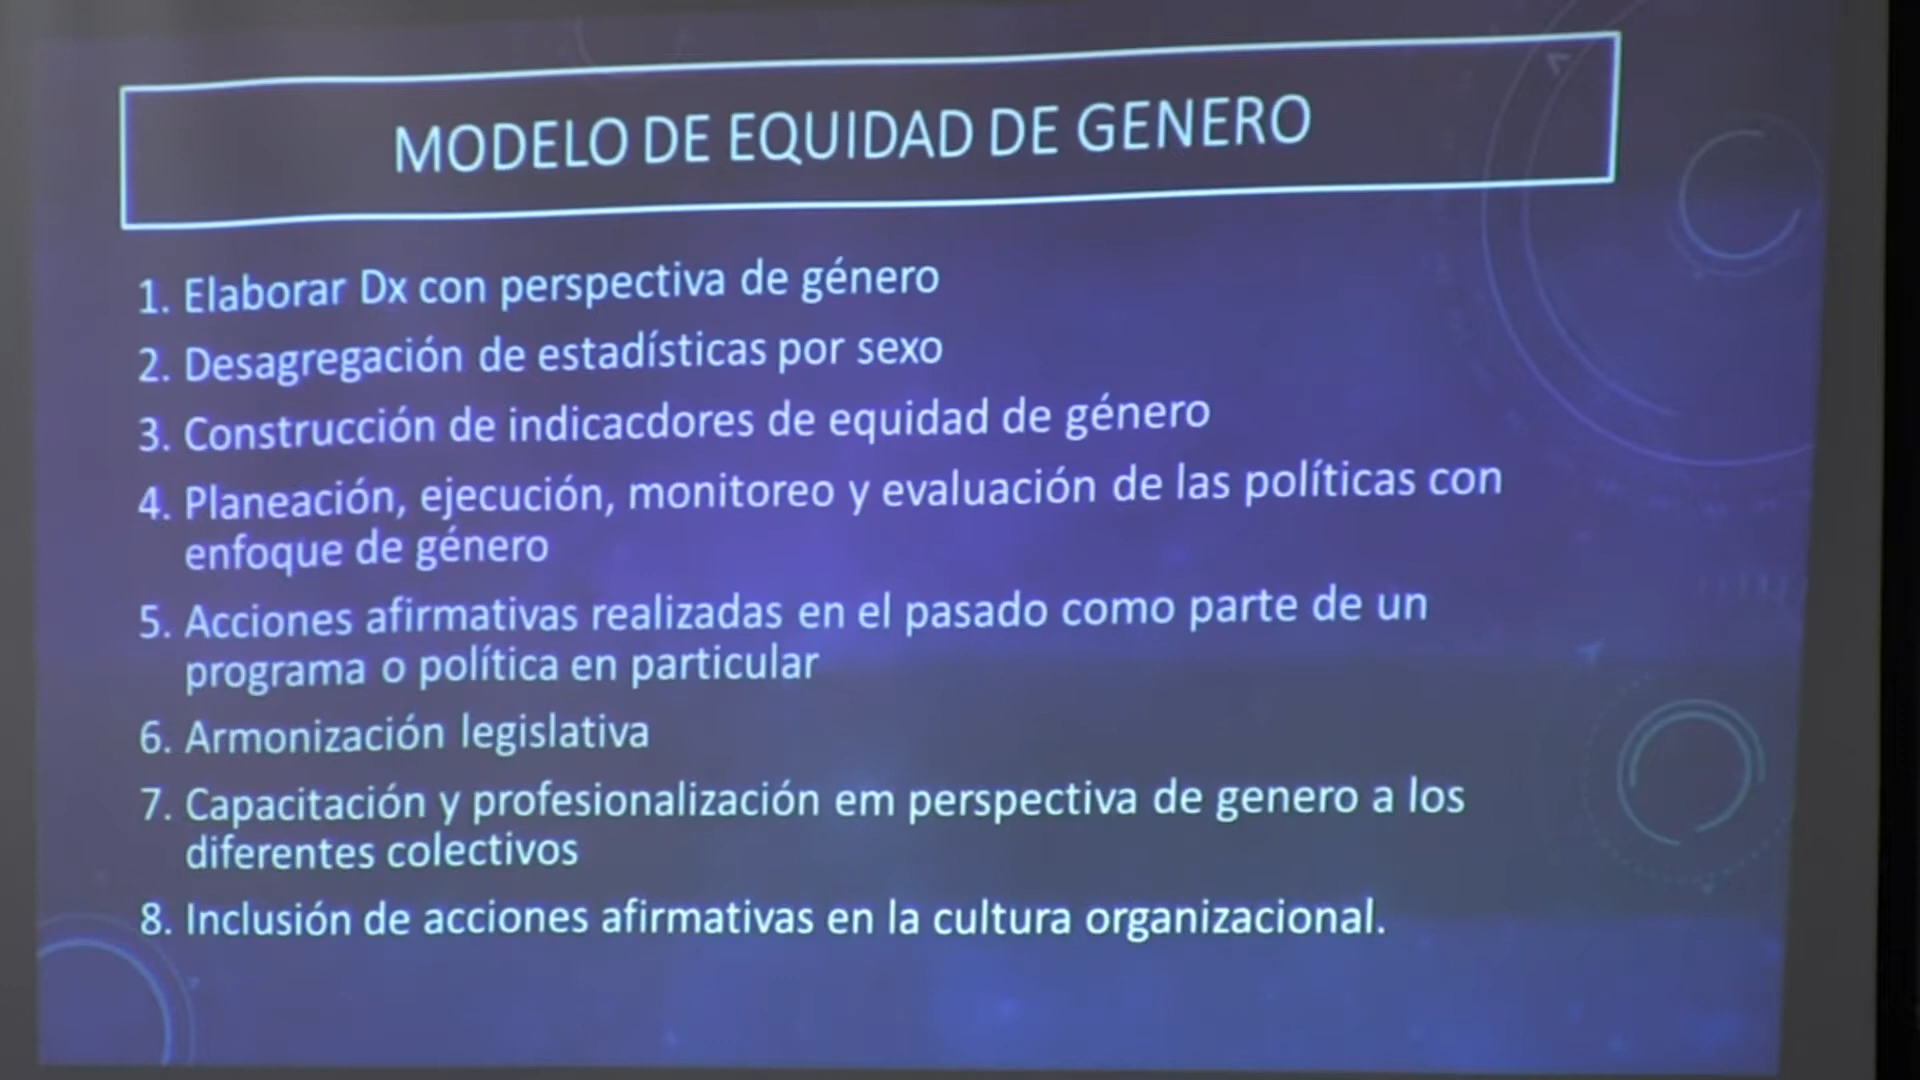 MODELO DE EQUIDAD DE GENERO
1. Elaborar Dx con perspectiva de género
2. Desagregación de estadísticas por sexo
3. Construcción de indicacdores de equidad de género
4. Planeación, ejecución, monitoreo y evaluación de las políticas con
enfoque de género
5. Acciones afirmativas realizadas en el pasado como parte de un
programa o política en particular
6. Armonización legislativa
7. Capacitación y profesionalización em perspectiva de genero a los
diferentes colectivos
8. Inclusión de acciones afirmativas en la cultura organizacional.